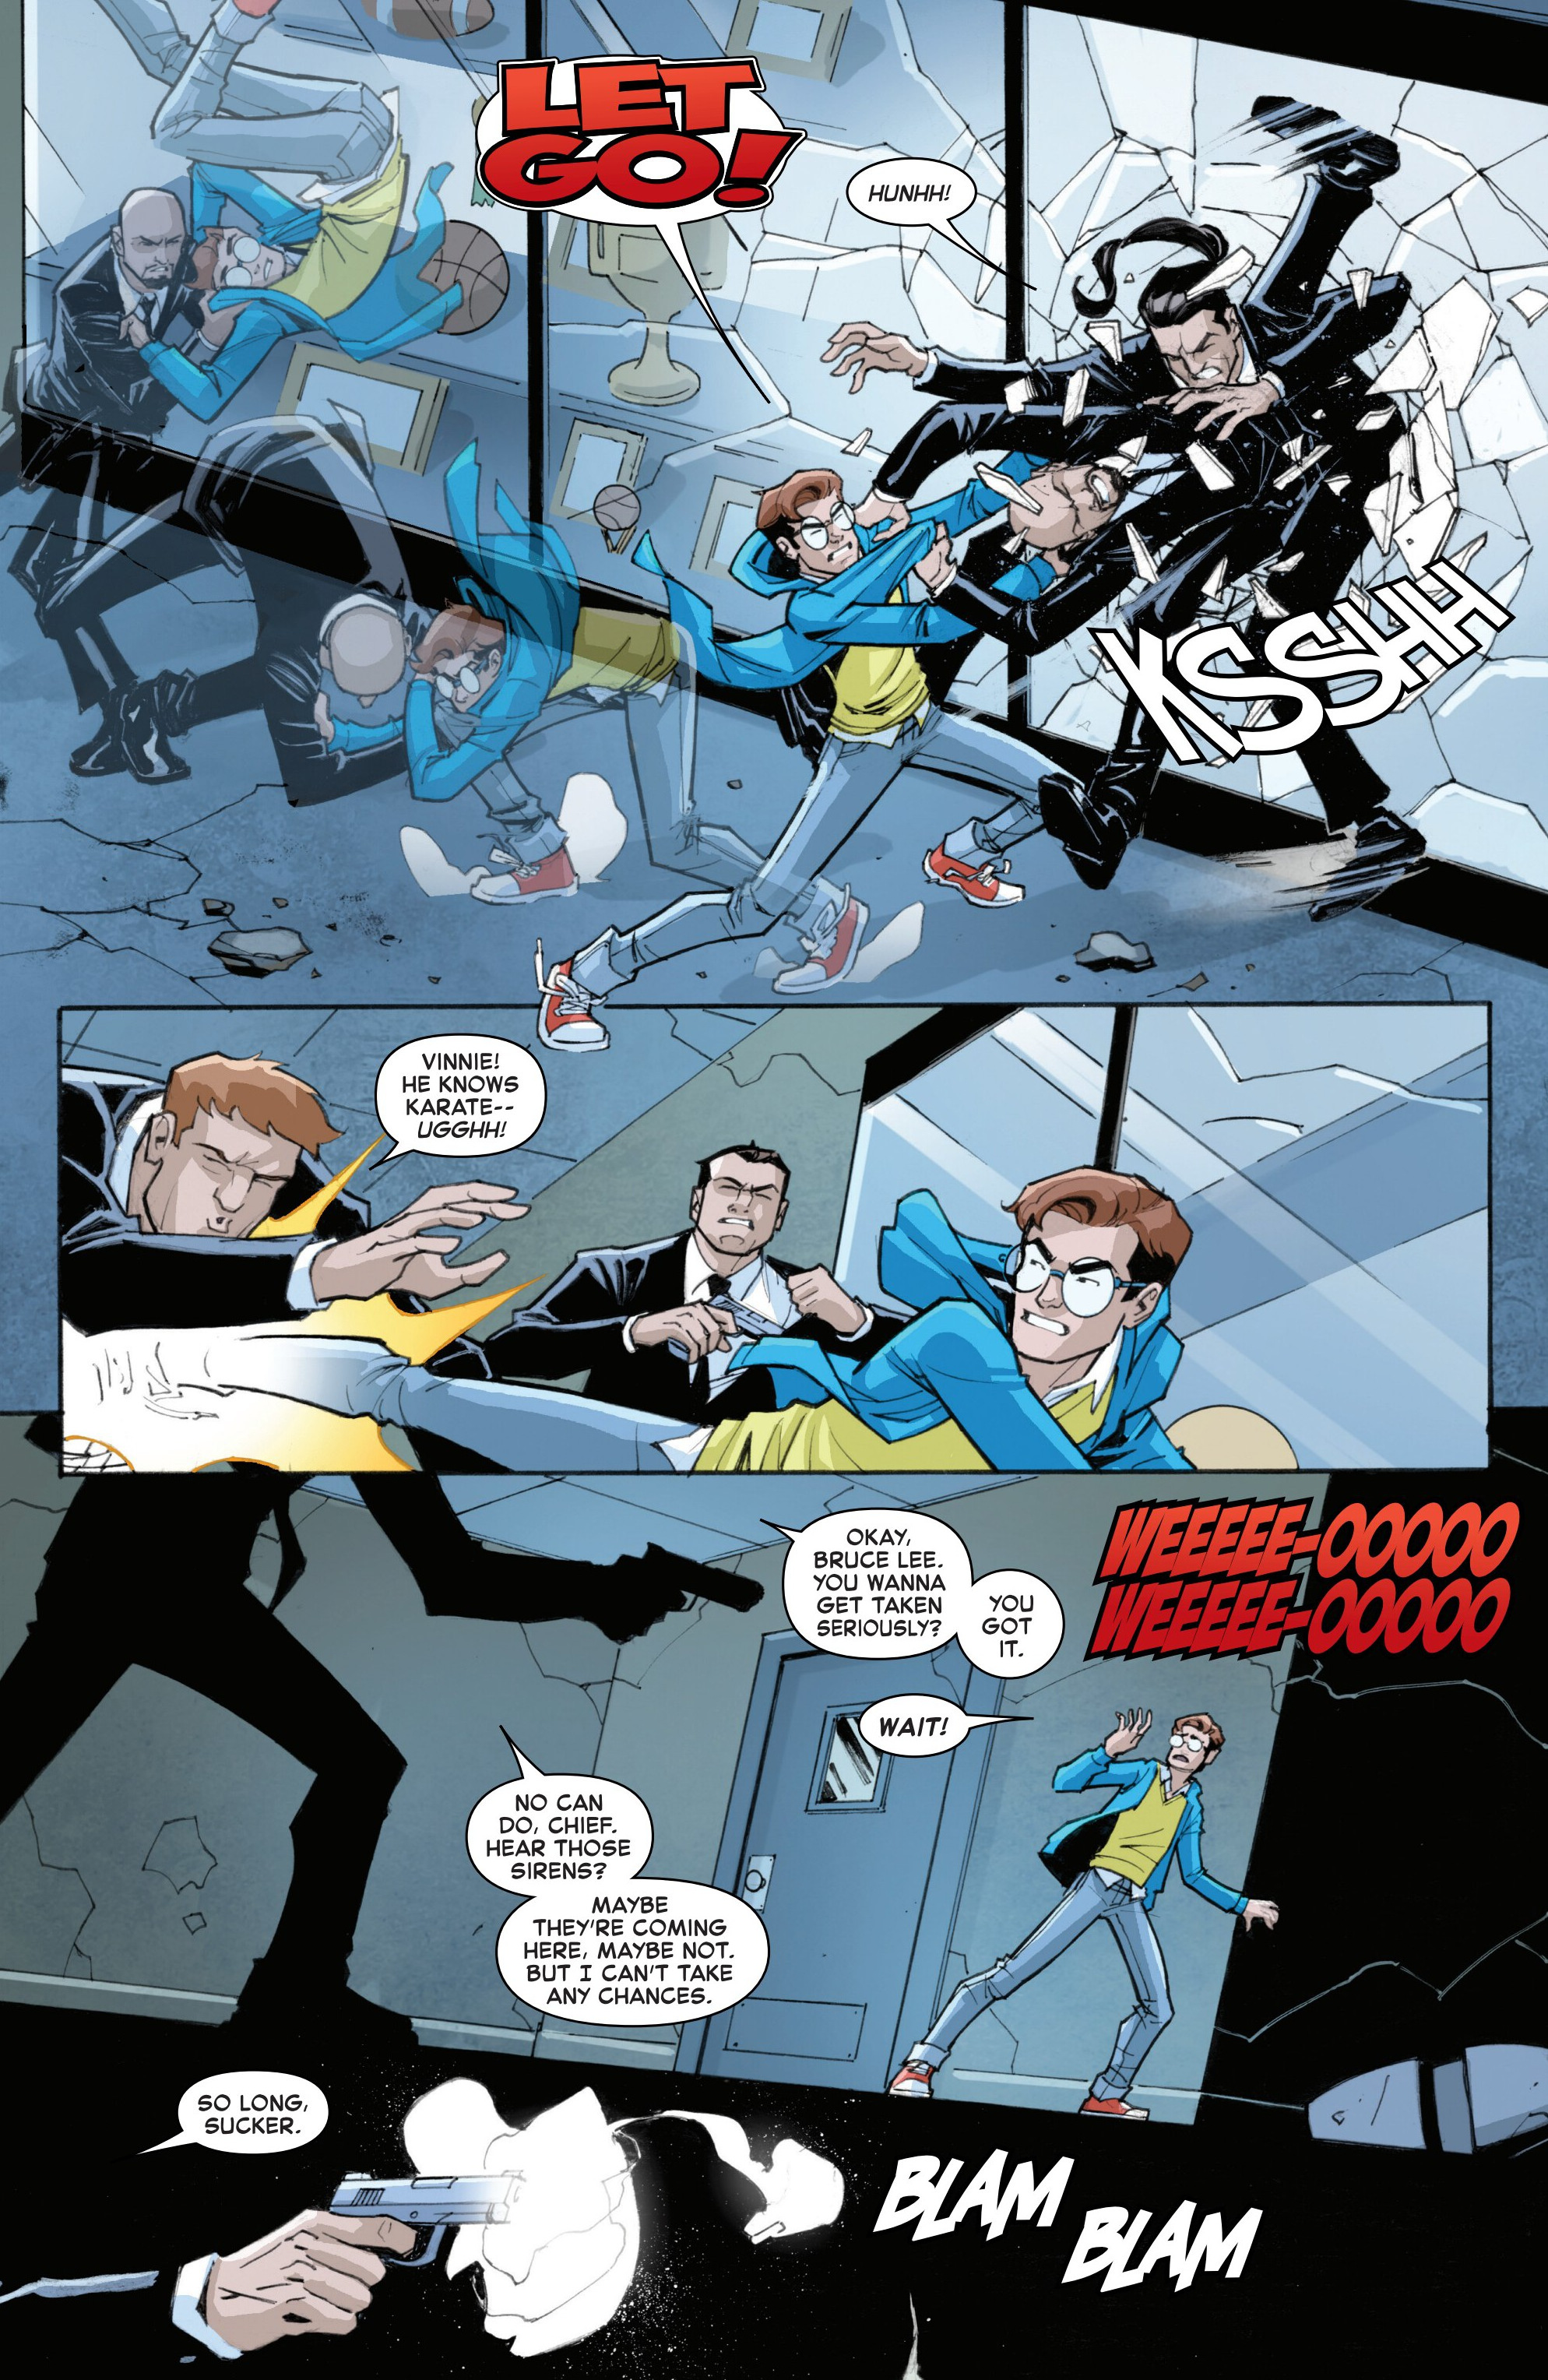 LET
GO!
HUNHH!
KSSHH
VINNIE!
HE KNOWS
KARATE--
UGGHH!
OKAY,
BRUCE LEE.
YOU WANNA
GET TAKEN
SERIOUSLY?
YOU
GOT
IT.
WEEEEE-OOOOO
WEEEEE-OOOOO
WAIT!
NO CAN
DO, CHIEF.
HEAR THOSE
SIRENS?
MAYBE
THEY'RE COMING
HERE, MAYBE NOT.
BUT I CAN'T TAKE
ANY CHANCES.
SO LONG,
SUCKER.
BLAM
BLAM